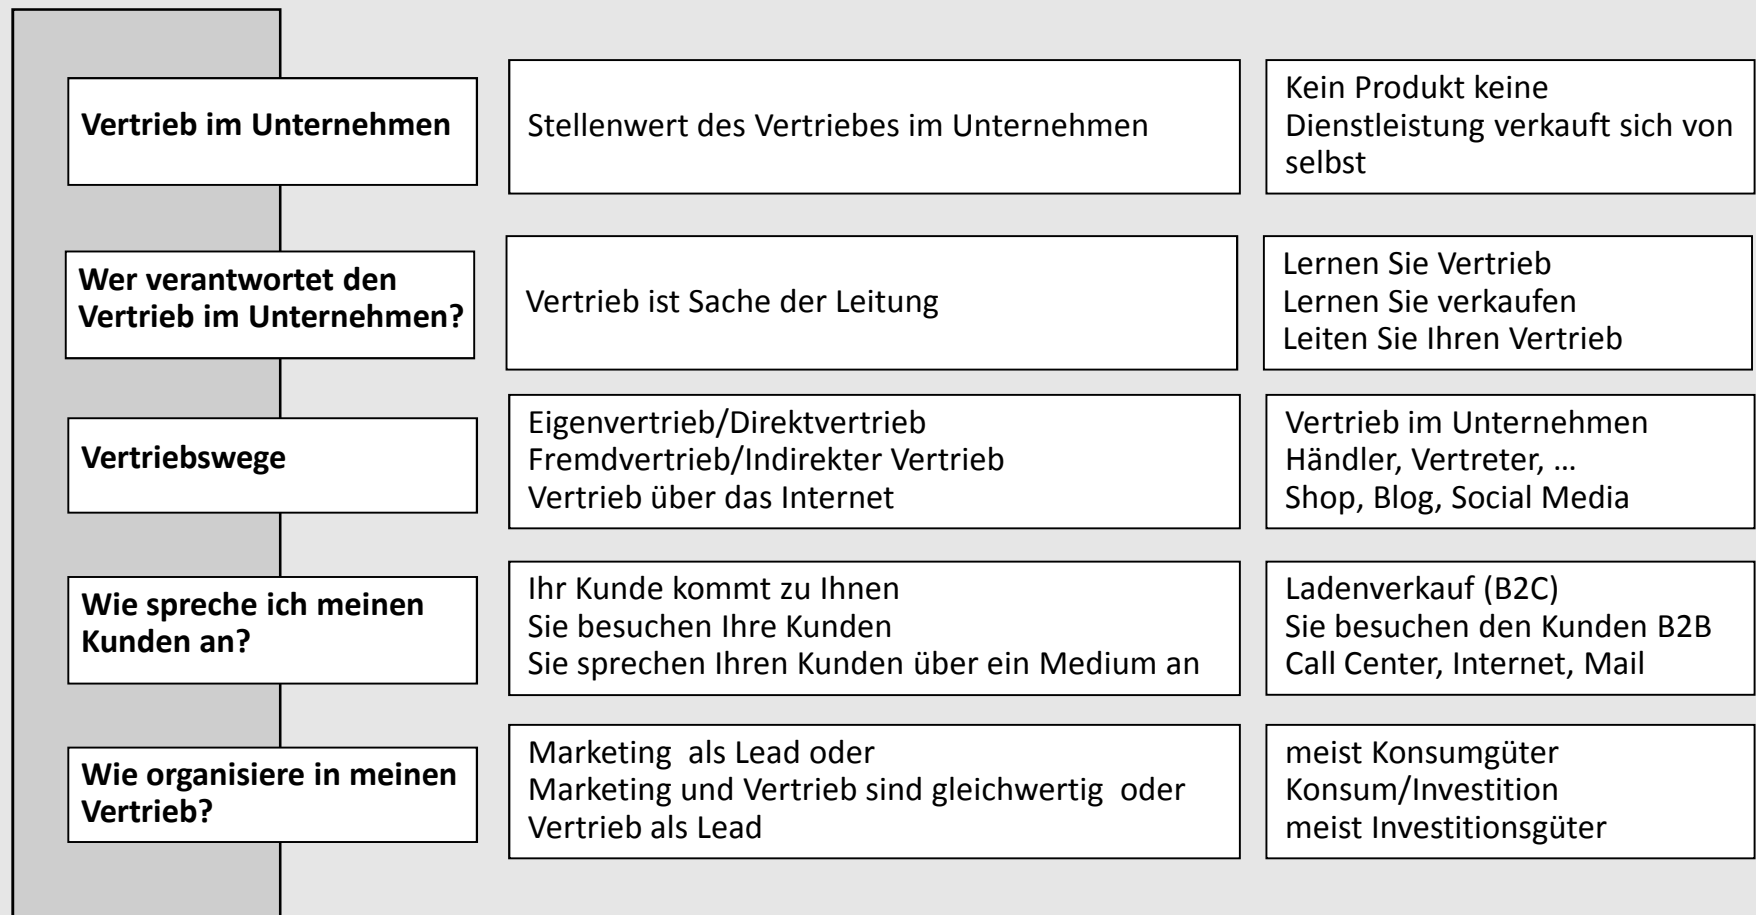 Vertrieb im Unternehmen
Stellenwert des Vertriebes im Unternehmen
Kein Produkt keine
Dienstleistung verkauft sich von
selbst
Wer verantwortet den
Vertrieb im Unternehmen?
Vertrieb ist Sache der Leitung
Lernen Sie Vertrieb
Lernen Sie verkaufen
Leiten Sie Ihren Vertrieb
Vertriebswege
Eigenvertrieb/Direktvertrieb
Fremdvertrieb/Indirekter Vertrieb
Vertrieb über das Internet
Vertrieb im Unternehmen
Händler, Vertreter, ...
Shop, Blog, Social Media
Wie spreche ich meinen
Kunden an?
Ihr Kunde kommt zu Ihnen
Sie besuchen Ihre Kunden
Sie sprechen Ihren Kunden über ein Medium an
Ladenverkauf (B2C)
Sie besuchen den Kunden B2B
Call Center, Internet, Mail
Wie organisiere in meinen
Vertrieb?
Marketing als Lead oder
Marketing und Vertrieb sind gleichwertig oder
Vertrieb als Lead
meist Konsumgüter
Konsum/Investition
meist Investitionsgüter